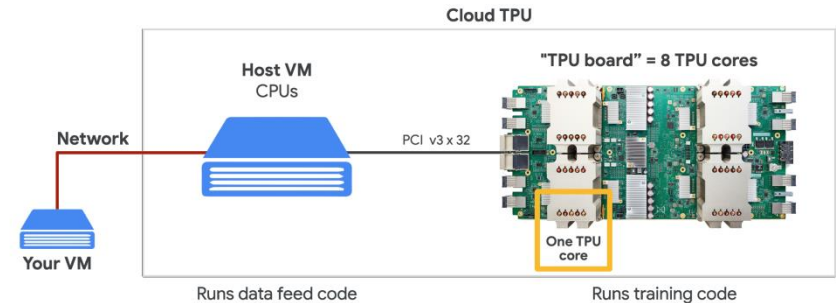 Cloud TPU
Host VM
CPUs
"TPU board” = 8 TPU cores
Network
PCI v3 x 32
One TPU
core
Your VM
Runs data feed code
Runs training code